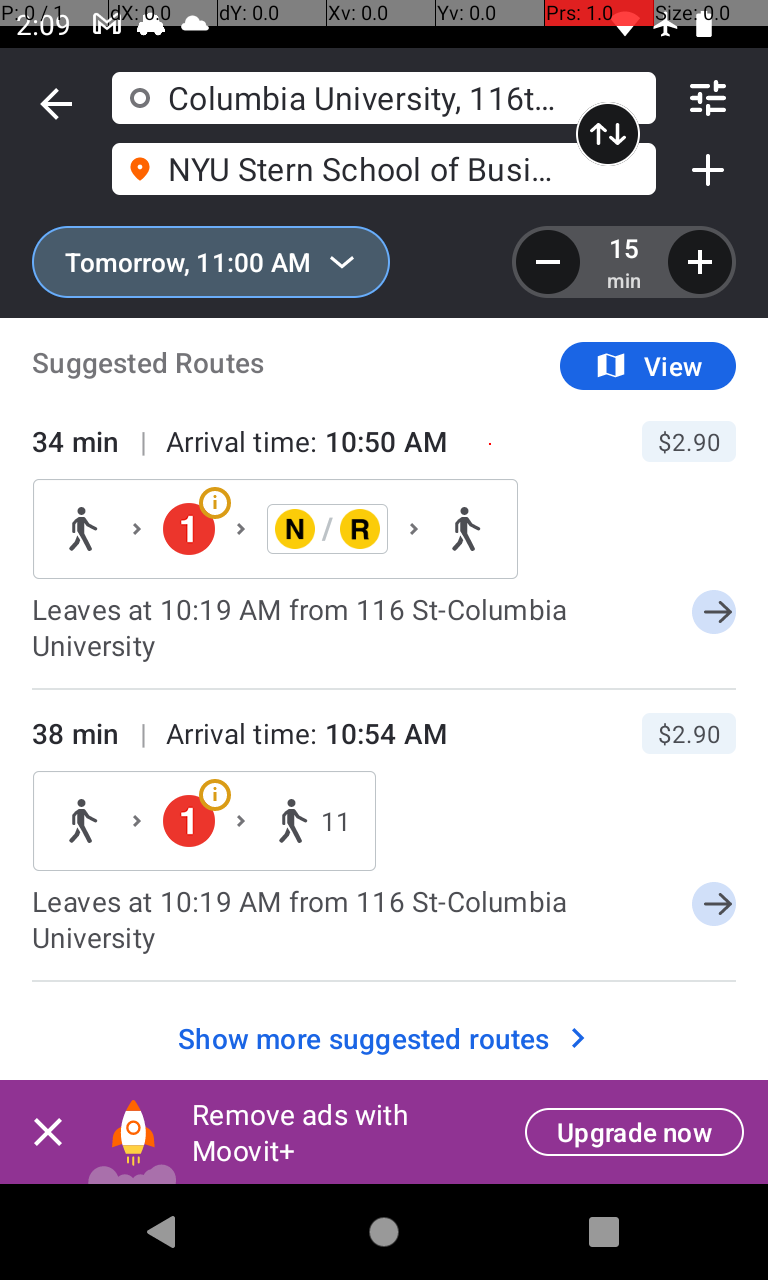 P: 0 / 1 dX: 0.0 dY: 0.0 Xv: 0.0 Yv: 0.0 Prs: 1.0 Size: 0.0
2:09
Columbia University, 116t…
NYU Stern School of Busi…
Tomorrow, 11:00 AM
15
min
Suggested Routes
View
34 min | Arrival time: 10:50 AM
$2.90
1 i N / R
Leaves at 10:19 AM from 116 St-Columbia
University
38 min | Arrival time: 10:54 AM
$2.90
1 i 11
Leaves at 10:19 AM from 116 St-Columbia
University
Show more suggested routes
Remove ads with
Moovit+
Upgrade now